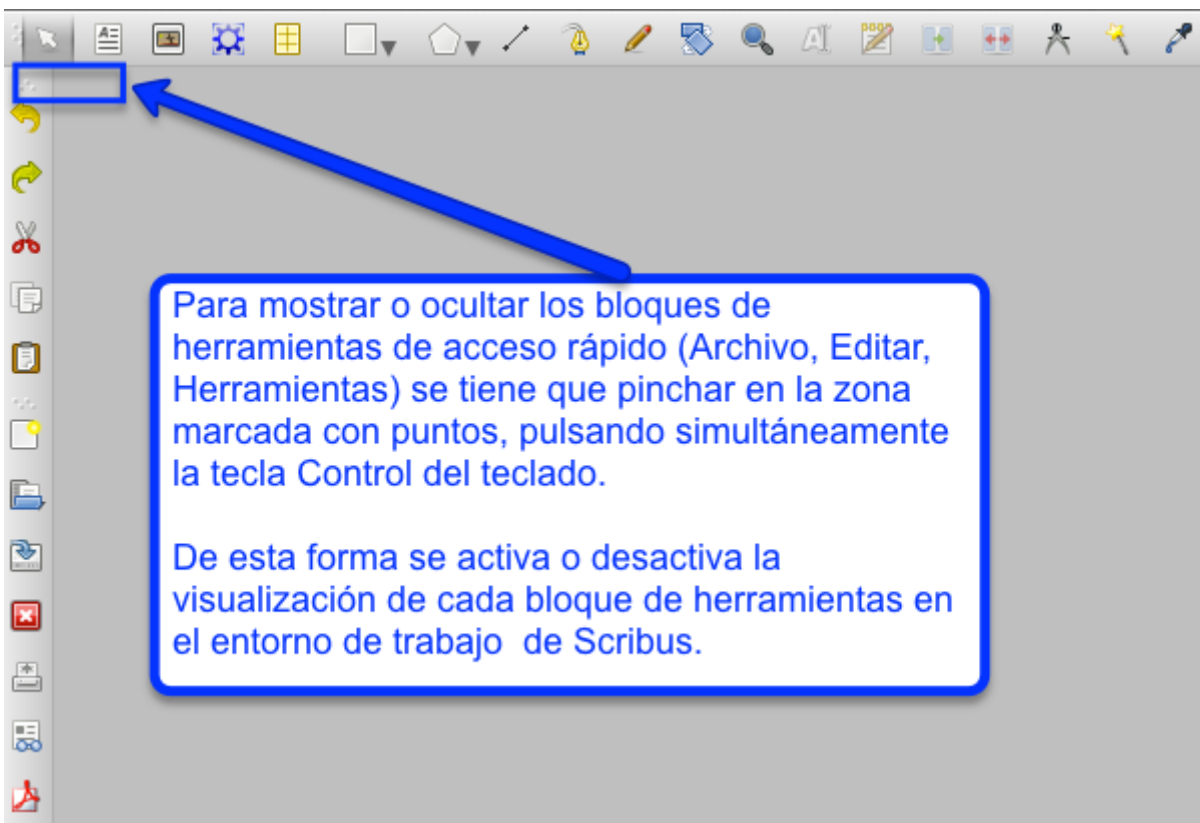 Para mostrar o ocultar los bloques de
herramientas de acceso rápido (Archivo, Editar,
Herramientas) se tiene que pinchar en la zona
marcada con puntos, pulsando simultáneamente
la tecla Control del teclado.
De esta forma se activa o desactiva la
visualización de cada bloque de herramientas en
el entorno de trabajo  de Scribus.